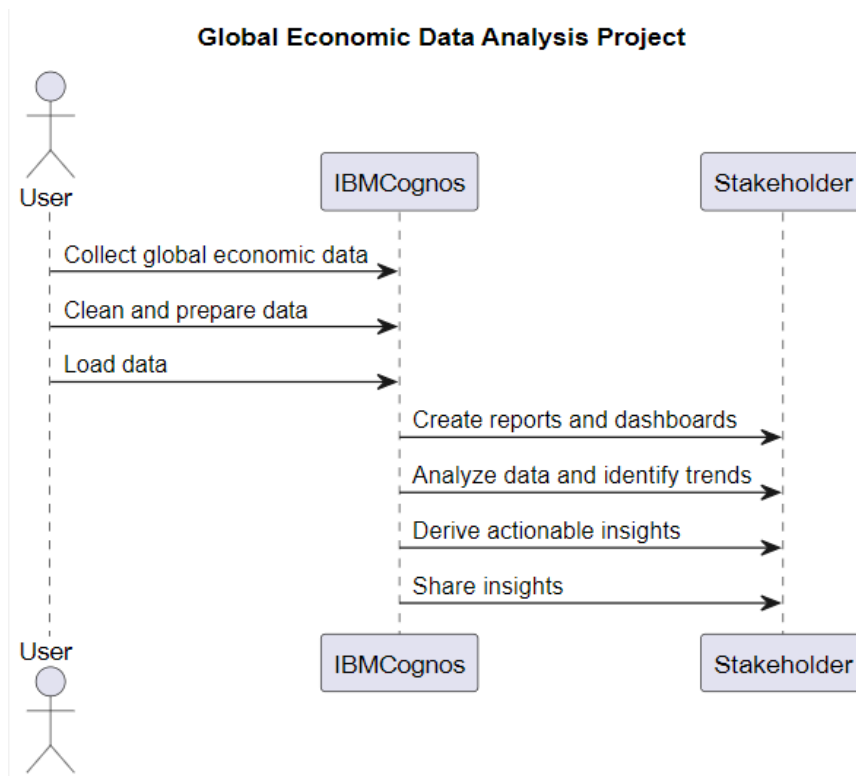 Global Economic Data Analysis Project
User
IBMCognos
Stakeholder
Collect global economic data
Clean and prepare data
Load data
Create reports and dashboards
Analyze data and identify trends
Derive actionable insights
Share insights
User
IBMCognos
Stakeholder